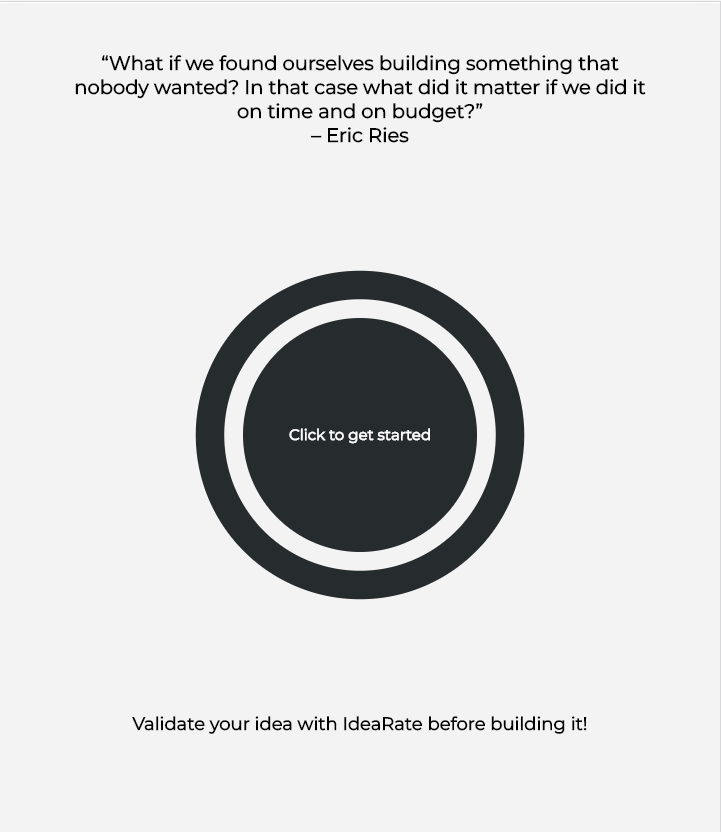 “What if we found ourselves building something that
nobody wanted? In that case what did it matter if we did it
on time and on budget?”
– Eric Ries
Click to get started
Validate your idea with IdeaRate before building it!